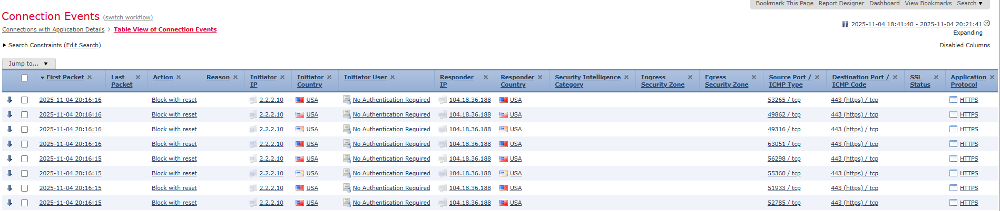 Bookmark This Page Report Designer Dashboard View Bookmarks Search
Connection Events (switch workflow)
2025-11-04 18:41:40 - 2025-11-04 20:21:41
Connections with Application Details > Table View of Connection Events
Expanding
Search Constraints (Edit Search)
Disabled Columns
Jump to...
First Packet Last Packet Action Reason Initiator IP Initiator Country Initiator User Responder IP Responder Country Security Intelligence Category Ingress Security Zone Egress Security Zone Source Port / ICMP Type Destination Port / ICMP Code SSL Status Application Protocol
2025-11-04 20:16:16 Block with reset 2.2.2.10 USA No Authentication Required 104.18.36.188 USA 53265 / tcp 443 (https) / tcp HTTPS
2025-11-04 20:16:16 Block with reset 2.2.2.10 USA No Authentication Required 104.18.36.188 USA 49862 / tcp 443 (https) / tcp HTTPS
2025-11-04 20:16:16 Block with reset 2.2.2.10 USA No Authentication Required 104.18.36.188 USA 49316 / tcp 443 (https) / tcp HTTPS
2025-11-04 20:16:16 Block with reset 2.2.2.10 USA No Authentication Required 104.18.36.188 USA 63051 / tcp 443 (https) / tcp HTTPS
2025-11-04 20:16:15 Block with reset 2.2.2.10 USA No Authentication Required 104.18.36.188 USA 56298 / tcp 443 (https) / tcp HTTPS
2025-11-04 20:16:15 Block with reset 2.2.2.10 USA No Authentication Required 104.18.36.188 USA 55360 / tcp 443 (https) / tcp HTTPS
2025-11-04 20:16:15 Block with reset 2.2.2.10 USA No Authentication Required 104.18.36.188 USA 51933 / tcp 443 (https) / tcp HTTPS
2025-11-04 20:16:15 Block with reset 2.2.2.10 USA No Authentication Required 104.18.36.188 USA 52785 / tcp 443 (https) / tcp HTTPS